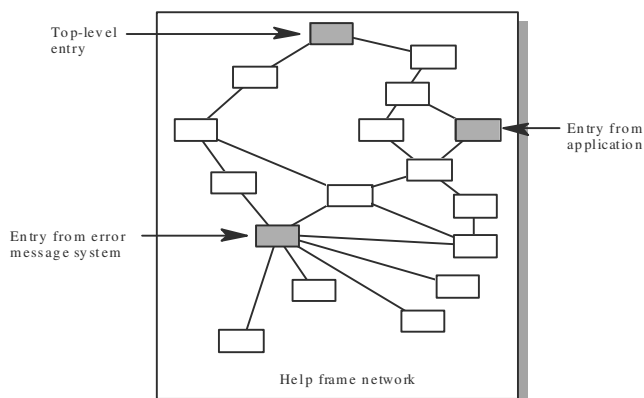 Top-level
entry
Entry from
application
Entry from error
message system
Help frame network